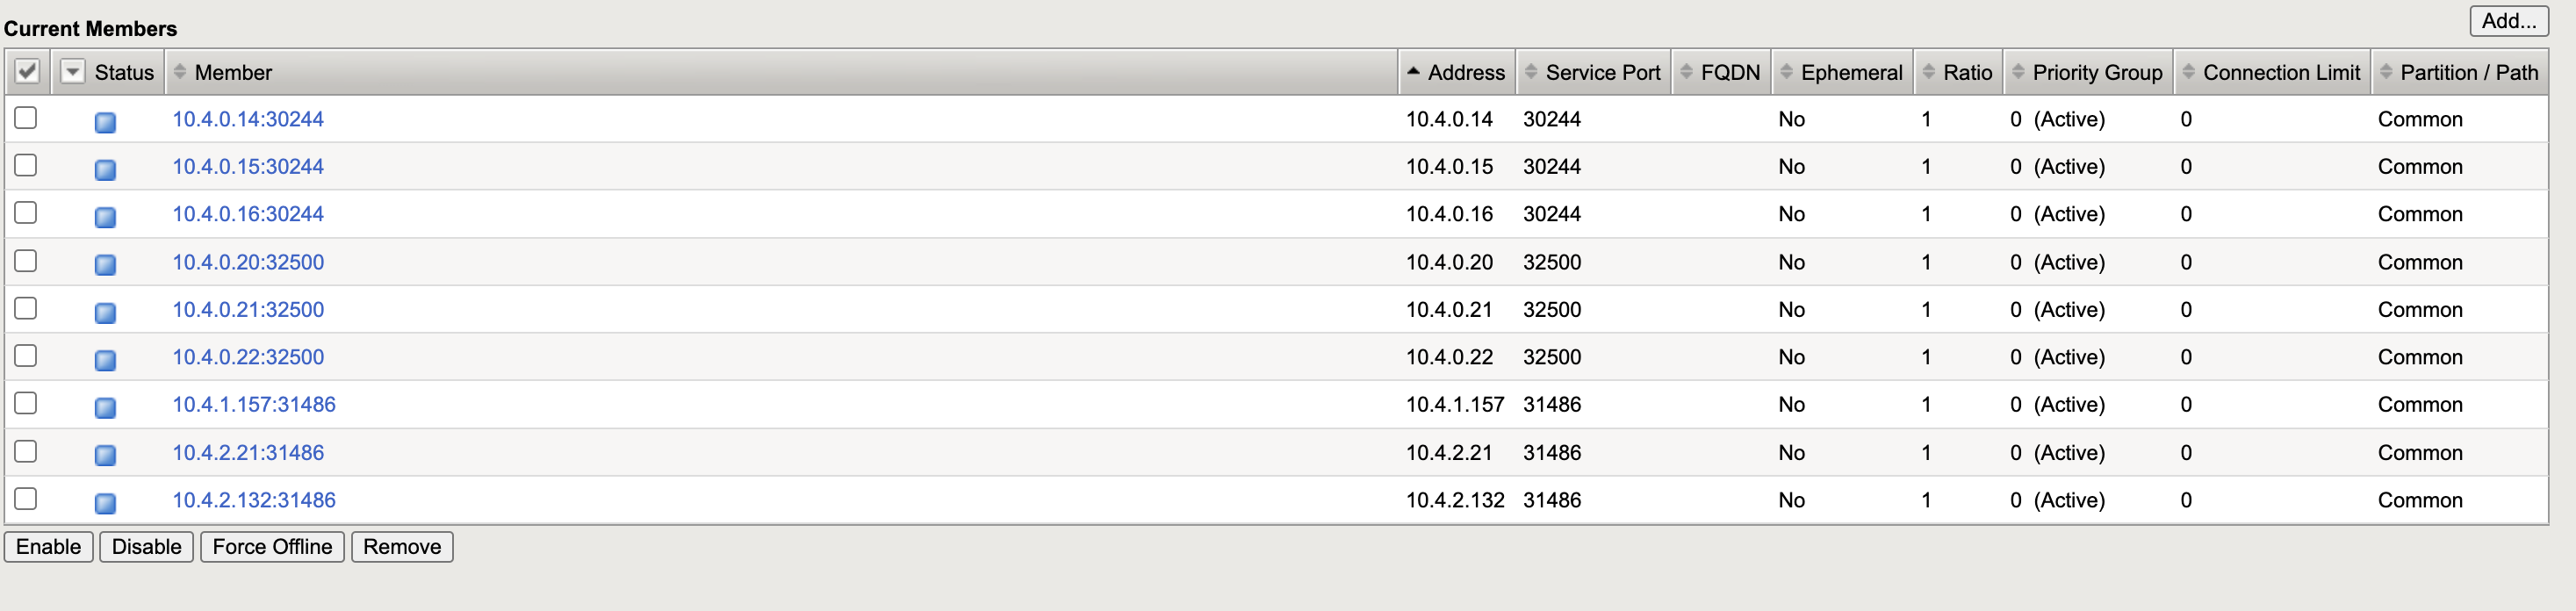 Current Members
Add...
Status Member Address Service Port FQDN Ephemeral Ratio Priority Group Connection Limit Partition / Path
10.4.0.14:30244 10.4.0.14 30244 No 1 0 (Active) 0 Common
10.4.0.15:30244 10.4.0.15 30244 No 1 0 (Active) 0 Common
10.4.0.16:30244 10.4.0.16 30244 No 1 0 (Active) 0 Common
10.4.0.20:32500 10.4.0.20 32500 No 1 0 (Active) 0 Common
10.4.0.21:32500 10.4.0.21 32500 No 1 0 (Active) 0 Common
10.4.0.22:32500 10.4.0.22 32500 No 1 0 (Active) 0 Common
10.4.1.157:31486 10.4.1.157 31486 No 1 0 (Active) 0 Common
10.4.2.21:31486 10.4.2.21 31486 No 1 0 (Active) 0 Common
10.4.2.132:31486 10.4.2.132 31486 No 1 0 (Active) 0 Common
Enable Disable Force Offline Remove